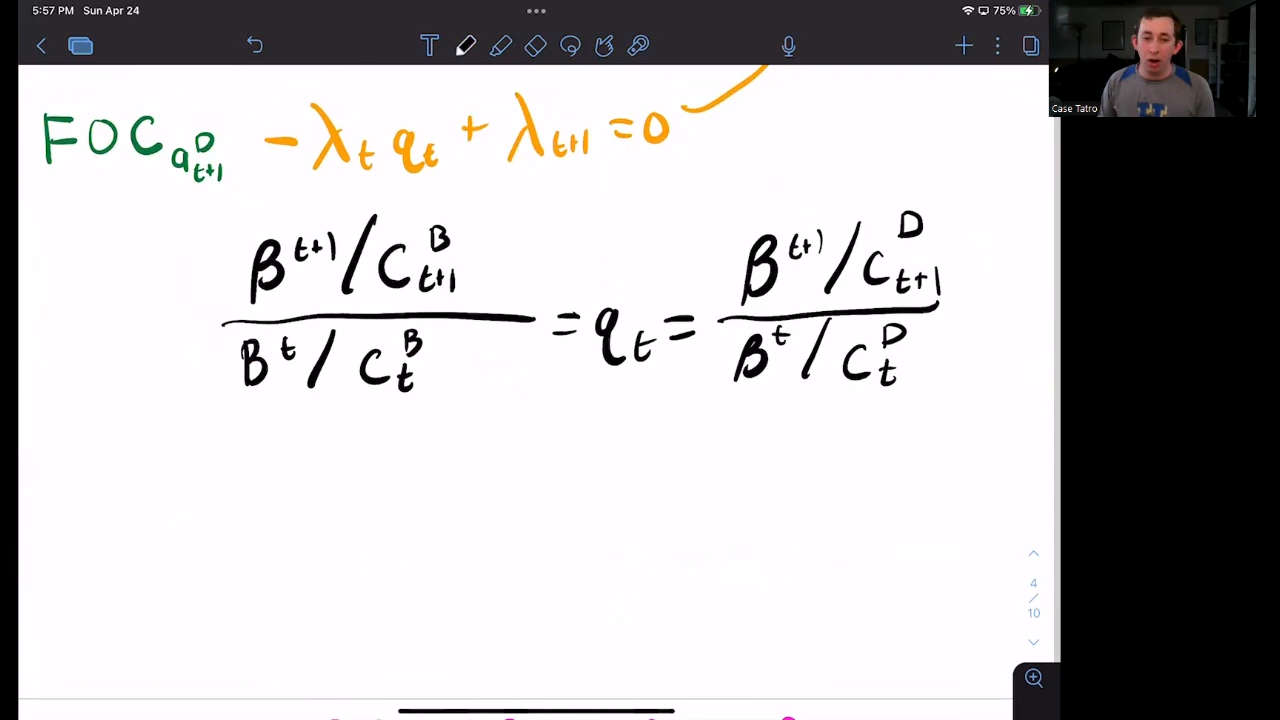 5:57 PM Sun Apr 24
75%
Case Tatro
FOC a^D_{t+1} -λ_t q_t + λ_{t+1} = 0
β^{t+1}/C^B_{t+1} = q_t = β^{t+1}/C^D_{t+1}
β^t/C^B_t β^t/C^D_t
4
/
10